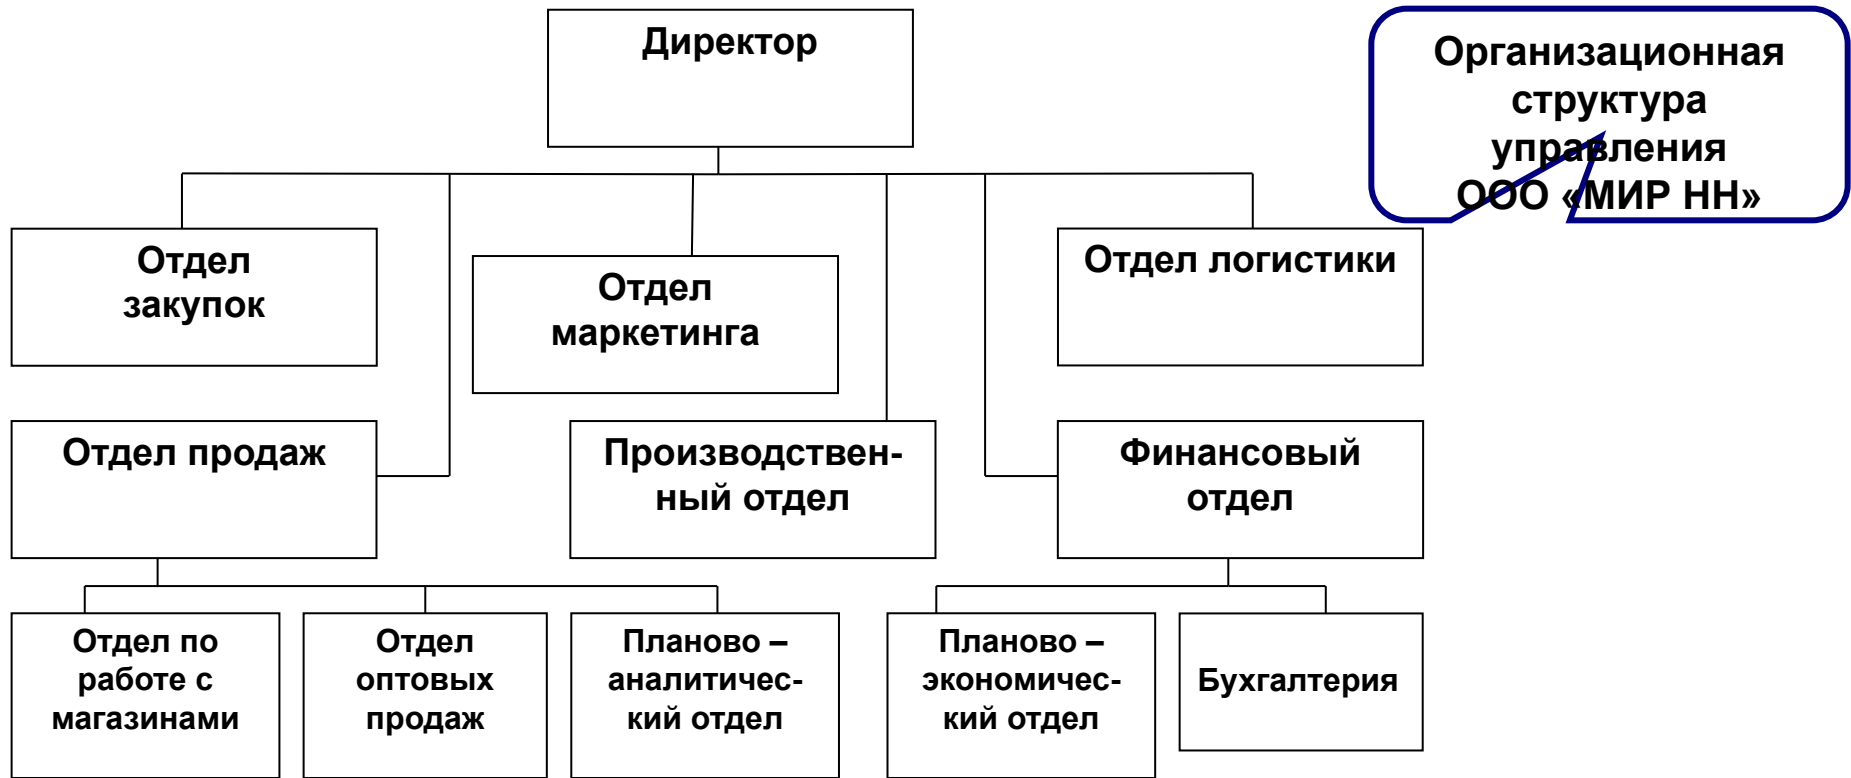 Директор
Организационная
структура
управления
ООО «МИР НН»
Отдел
закупок
Отдел
маркетинга
Отдел логистики
Отдел продаж
Производствен-
ный отдел
Финансовый
отдел
Отдел по
работе с
магазинами
Отдел
оптовых
продаж
Планово –
аналитичес-
кий отдел
Планово –
экономичес-
кий отдел
Бухгалтерия